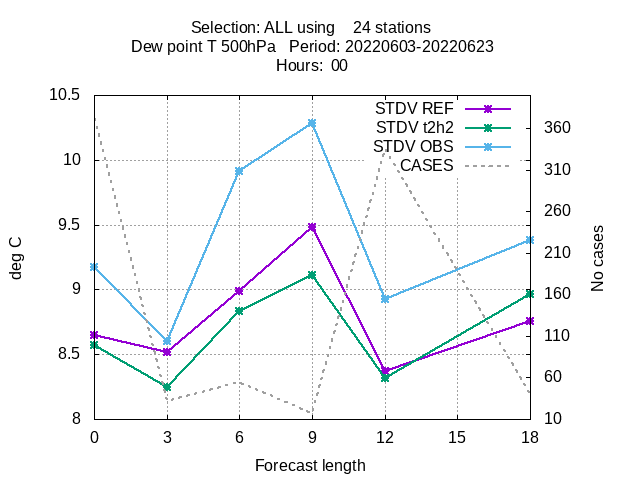 Selection: ALL using    24 stations
Dew point T 500hPa   Period: 20220603-20220623
Hours:  00
10.5
10
9.5
9
8.5
8
deg C
STDV REF
STDV t2h2
STDV OBS
CASES
360
310
260
210
160
110
60
10
No cases
0 3 6 9 12 15 18
Forecast length